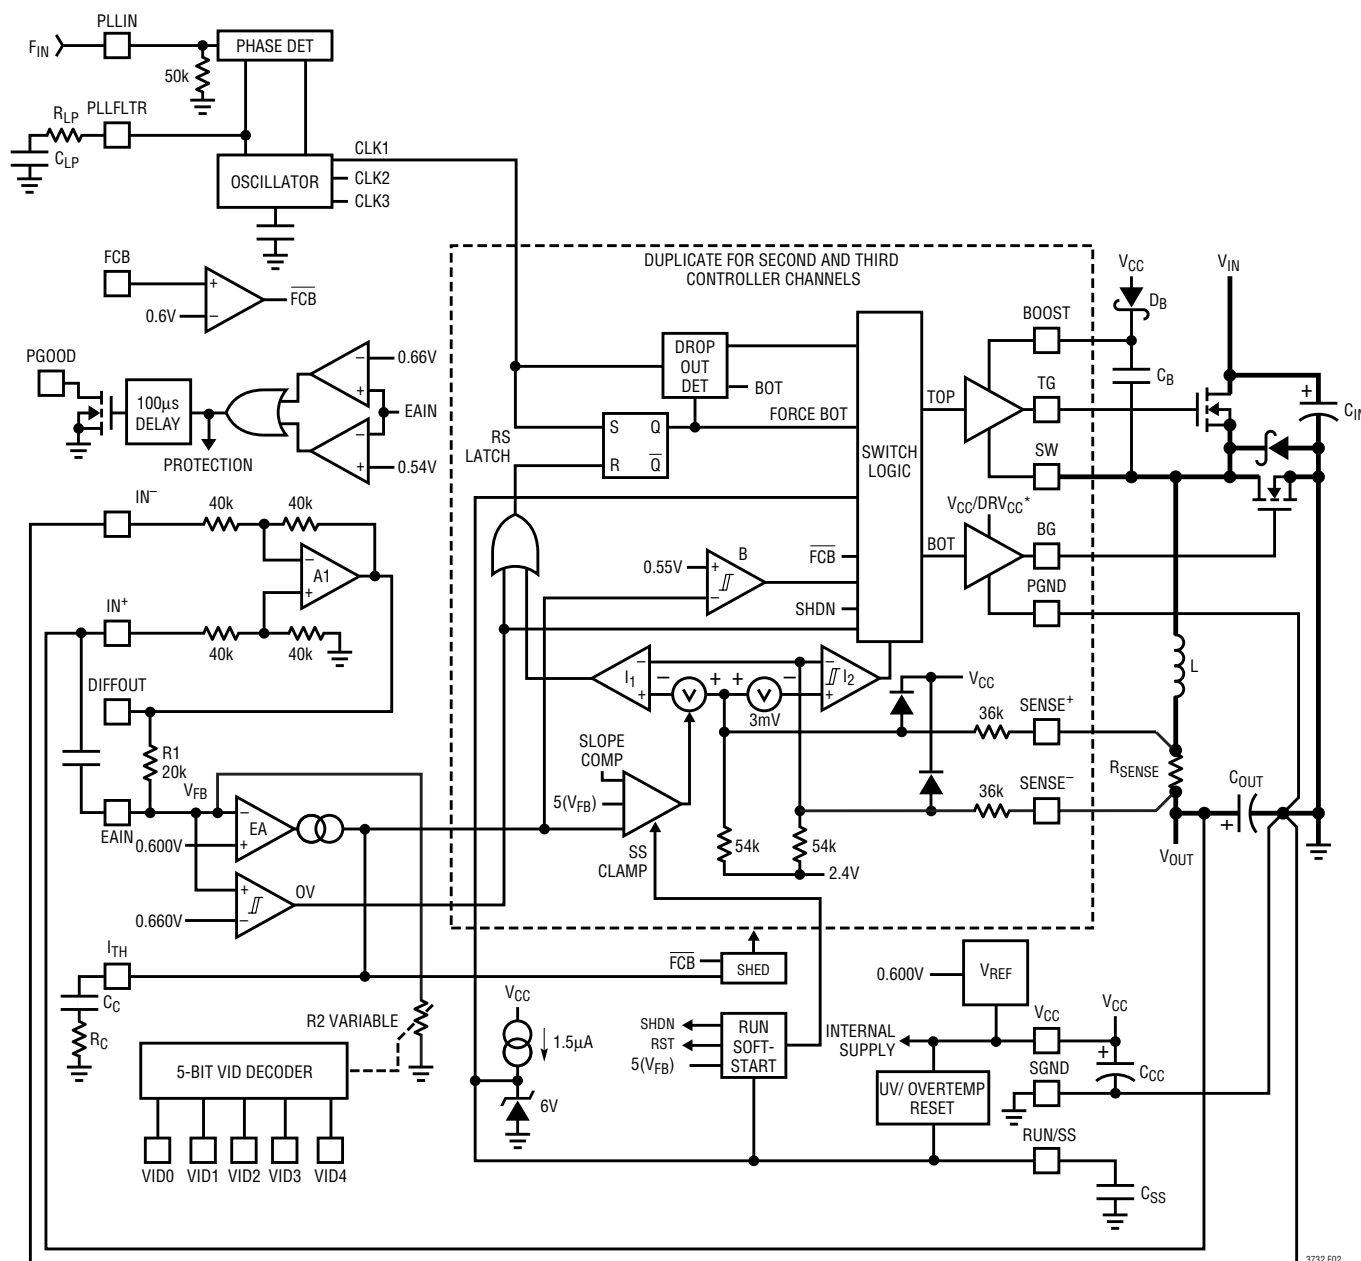 PLLIN
FIN
PHASE DET
50k
RLP
PLLFLTR
CLP
OSCILLATOR
CLK1
CLK2
CLK3
FCB
0.6V
+
−
FCB
DUPLICATE FOR SECOND AND THIRD
CONTROLLER CHANNELS
VCC
VIN
DB
BOOST
CB
TG
CIN
SW
PGOOD
100μs
DELAY
PROTECTION
−
0.66V
+
EAIN
−
+
0.54V
DROP
OUT
DET
BOT
FORCE BOT
RS
LATCH
S
Q
R
Q
SWITCH
LOGIC
TOP
BOT
VCC/DRVCC*
BG
PGND
IN−
40k
40k
−
A1
+
IN+
40k
40k
0.55V
+
B
−
FCB
SHDN
DIFFOUT
R1
20k
I1
−
+
−
+
+
−
3mV
−
I2
+
VCC
36k
SENSE+
36k
SENSE−
L
RSENSE
COUT
+
VOUT
VFB
EAIN
0.600V
−
EA
+
SLOPE
COMP
5(VFB)
SS
CLAMP
54k
54k
2.4V
+
OV
0.660V
−
ITH
CC
RC
R2 VARIABLE
5-BIT VID DECODER
VID0
VID1
VID2
VID3
VID4
FCB
SHED
VCC
1.5μA
6V
SHDN
RST
5(VFB)
RUN
SOFT-
START
0.600V
VREF
INTERNAL
SUPPLY
VCC
VCC
+
CCC
SGND
UV/ OVERTEMP
RESET
RUN/SS
CSS
3732 F02